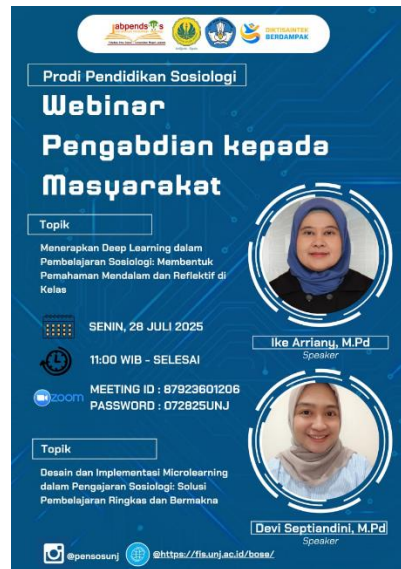 abpends s
DIKTISAINTEK
BERDAMPAK
Prodi Pendidikan Sosiologi
Webinar
Pengabdian kepada
Masyarakat
Topik
Menerapkan Deep Learning dalam
Pembelajaran Sosiologi: Membentuk
Pemahaman Mendalam dan Reflektif di
Kelas
SENIN, 28 JULI 2025
11:00 WIB - SELESAI
zoom
MEETING ID : 87923601206
PASSWORD : 072825UNJ
Ike Arriany, M.Pd
Speaker
Topik
Desain dan Implementasi Microlearning
dalam Pengajaran Sosiologi: Solusi
Pembelajaran Ringkas dan Bermakna
Devi Septiandini, M.Pd
Speaker
@pensosunj
@https://fis.unj.ac.id/bose/